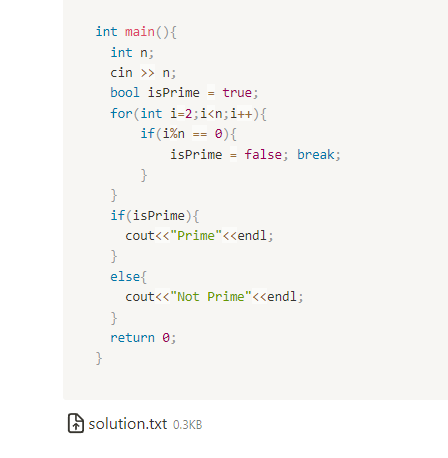 int main(){
int n;
cin >> n;
bool isPrime = true;
for(int i=2;i<n;i++){
if(i%n == 0){
isPrime = false; break;
}
}
if(isPrime){
cout<<"Prime"<<endl;
}
else{
cout<<"Not Prime"<<endl;
}
return 0;
}
solution.txt 0.3KB